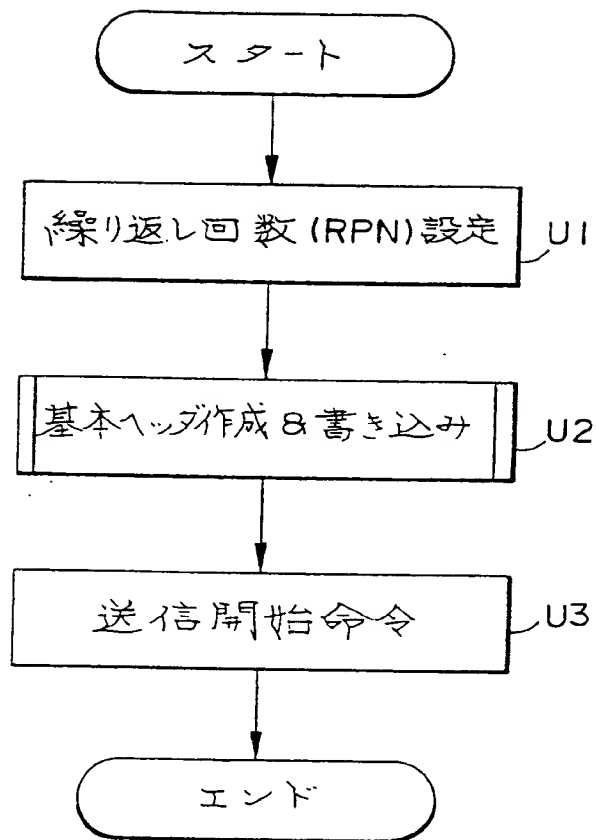 スタート
繰り返し回数(RPN)設定 U1
基本ヘッダ作成&書き込み U2
送信開始命令 U3
エンド